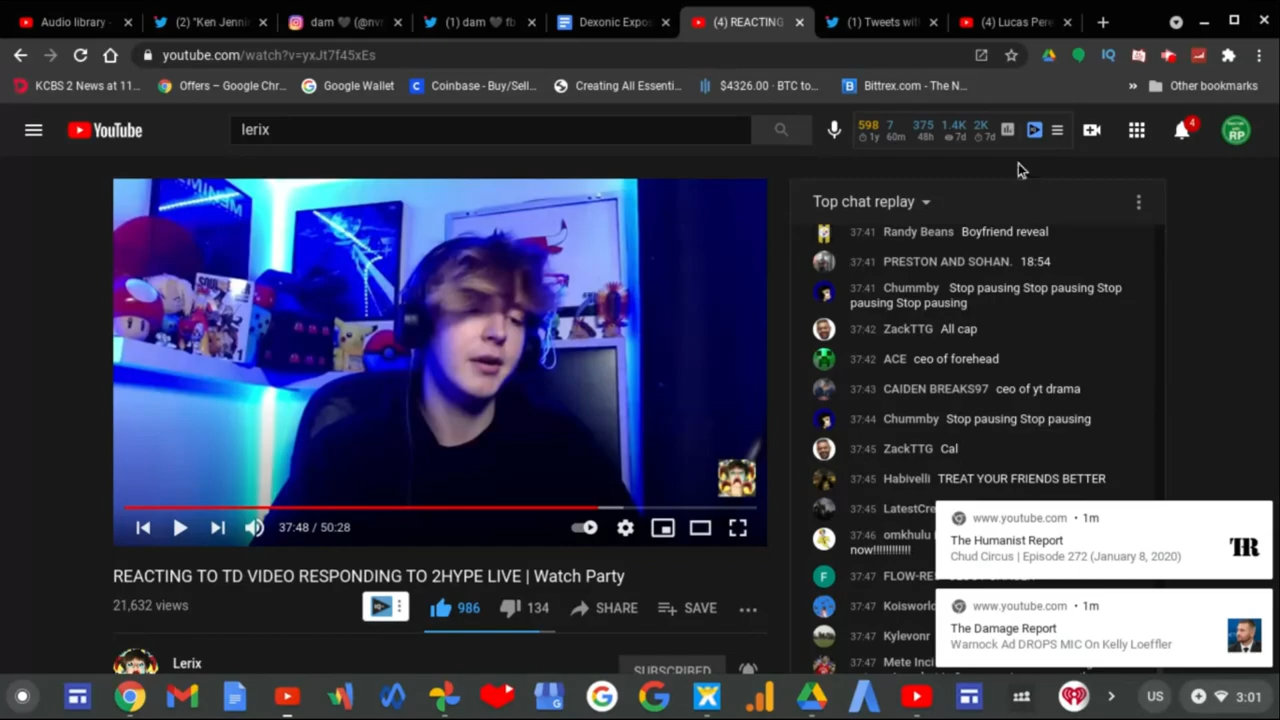 Audio library -
(2) "Ken Jenni
dam 🖤 (@nvr
(1) dam 🖤 fb
Dexonic Expo
(4) REACTING
(1) Tweets wit
(4) Lucas Pere
youtube.com/watch?v=yxJt7f45xEs
KCBS 2 News at 11...
Offers – Google Chr...
Google Wallet
Coinbase - Buy/Sell...
Creating All Essenti...
$4326.00 · BTC to...
Bittrex.com - The N...
»
Other bookmarks
YouTube
lerix
598 7 375 1.4K 2K
1y 60m 48h 7d 7d
4
RP
Top chat replay
37:41 Randy Beans Boyfriend reveal
37:41 PRESTON AND SOHAN. 18:54
37:41 Chummby Stop pausing Stop pausing Stop
pausing Stop pausing
37:42 ZackTTG All cap
37:42 ACE ceo of forehead
37:43 CAIDEN BREAKS97 ceo of yt drama
37:44 Chummby Stop pausing Stop pausing
37:45 ZackTTG Cal
37:45 Habivelli TREAT YOUR FRIENDS BETTER
37:45 LatestCre
37:46 omkhulu
now!!!!!!!!!!!!
37:47 FLOW-RE
37:47 Koisworld
37:47 Kylevonr
37:47 Mete Inci
www.youtube.com • 1m
The Humanist Report
Chud Circus | Episode 272 (January 8, 2020)
THR
www.youtube.com • 1m
The Damage Report
Warnock Ad DROPS MIC On Kelly Loeffler
37:48 / 50:28
REACTING TO TD VIDEO RESPONDING TO 2HYPE LIVE | Watch Party
21,632 views
986
134
SHARE
SAVE
Lerix
SUBSCRIBED
US
3:01